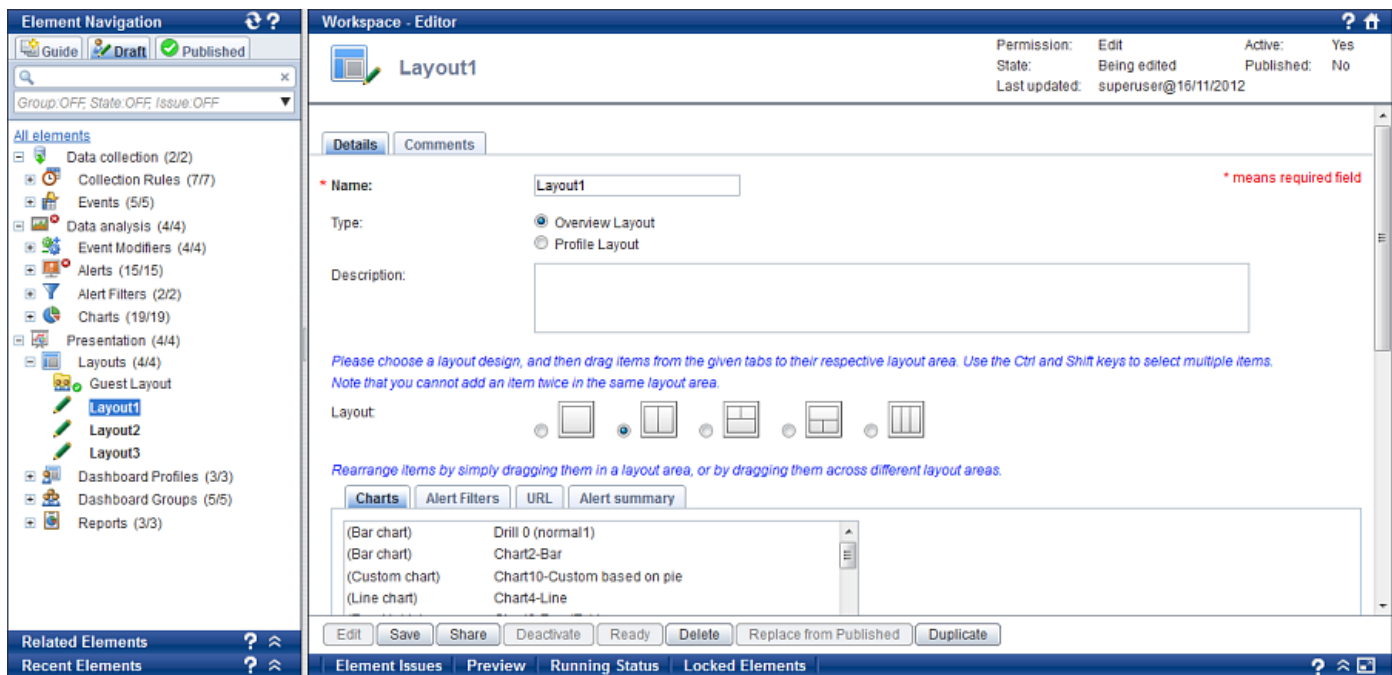 Element Navigation
Guide Draft Published
Group:OFF, State:OFF, Issue:OFF
All elements
Data collection (2/2)
Collection Rules (7/7)
Events (5/5)
Data analysis (4/4)
Event Modifiers (4/4)
Alerts (15/15)
Alert Filters (2/2)
Charts (19/19)
Presentation (4/4)
Layouts (4/4)
Guest Layout
Layout1
Layout2
Layout3
Dashboard Profiles (3/3)
Dashboard Groups (5/5)
Reports (3/3)
Related Elements
Recent Elements
Workspace - Editor
Layout1
Permission: Edit Active: Yes
State: Being edited Published: No
Last updated: superuser@16/11/2012
Details Comments
* Name: Layout1 * means required field
Type: Overview Layout
Profile Layout
Description:
Please choose a layout design, and then drag items from the given tabs to their respective layout area. Use the Ctrl and Shift keys to select multiple items.
Note that you cannot add an item twice in the same layout area.
Layout:
Rearrange items by simply dragging them in a layout area, or by dragging them across different layout areas.
Charts Alert Filters URL Alert summary
(Bar chart) Drill 0 (normal1)
(Bar chart) Chart2-Bar
(Custom chart) Chart10-Custom based on pie
(Line chart) Chart4-Line
Edit Save Share Deactivate Ready Delete Replace from Published Duplicate
Element Issues Preview Running Status Locked Elements